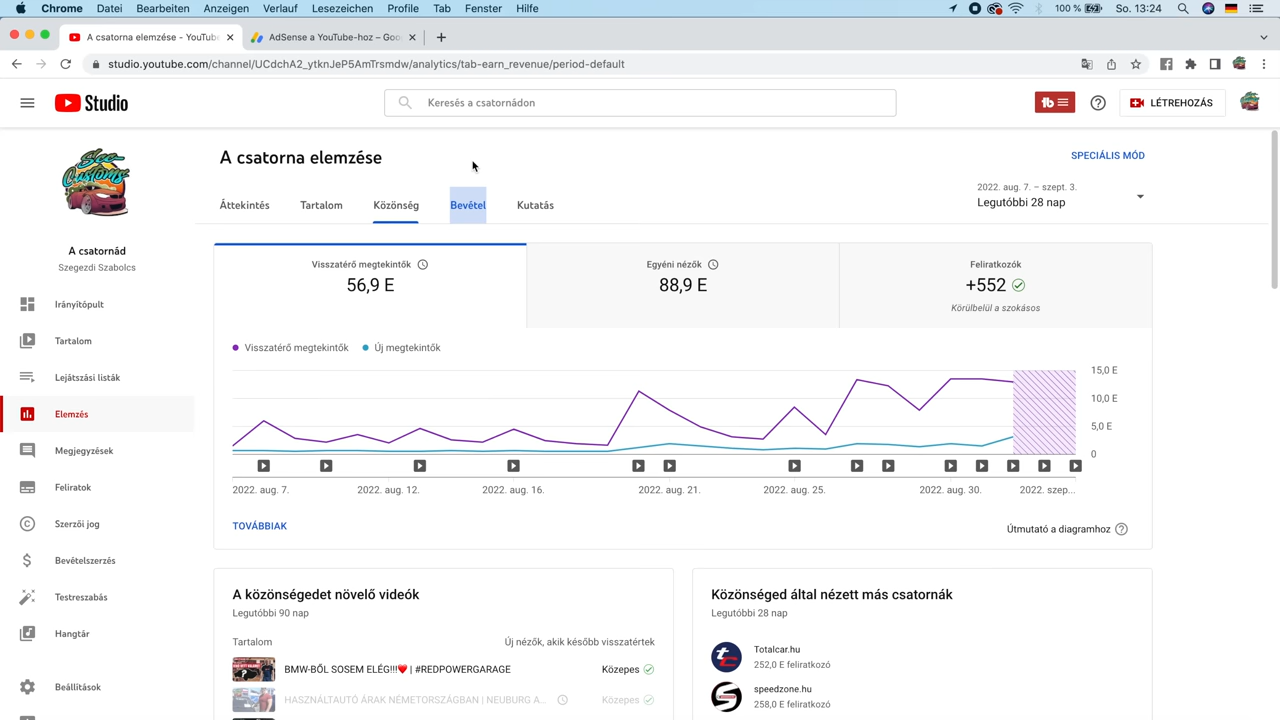 Chrome Datei Bearbeiten Anzeigen Verlauf Lesezeichen Profile Tab Fenster Hilfe 100 % So. 13:24
A csatorna elemzése - YouTube
AdSense a YouTube-hoz – Goo
studio.youtube.com/channel/UCdchA2_ytknJeP5AmTrsmdw/analytics/tab-earn_revenue/period-default
Studio
Keresés a csatornádon
tb
LÉTREHOZÁS
See-Customs
A csatornád
Szegezdi Szabolcs
Irányítópult
Tartalom
Lejátszási listák
Elemzés
Megjegyzések
Feliratok
Szerzői jog
Bevételszerzés
Testreszabás
Hangtár
Beállítások
A csatorna elemzése
SPECIÁLIS MÓD
Áttekintés Tartalom Közönség Bevétel Kutatás
2022. aug. 7. – szept. 3.
Legutóbbi 28 nap
Visszatérő megtekintők
56,9 E
Egyéni nézők
88,9 E
Feliratkozók
+552
Körülbelül a szokásos
Visszatérő megtekintők Új megtekintők
15,0 E
10,0 E
5,0 E
0
2022. aug. 7. 2022. aug. 12. 2022. aug. 16. 2022. aug. 21. 2022. aug. 25. 2022. aug. 30. 2022. szep...
TOVÁBBIAK
Útmutató a diagramhoz
A közönségedet növelő videók
Legutóbbi 90 nap
Tartalom Új nézők, akik később visszatértek
BMW-BŐL SOSEM ELÉG!!!❤️ | #REDPOWERGARAGE Közepes
HASZNÁLTAUTÓ ÁRAK NÉMETORSZÁGBAN | NEUBURG A... Közepes
Közönséged által nézett más csatornák
Legutóbbi 28 nap
Totalcar.hu
252,0 E feliratkozó
speedzone.hu
258,0 E feliratkozó